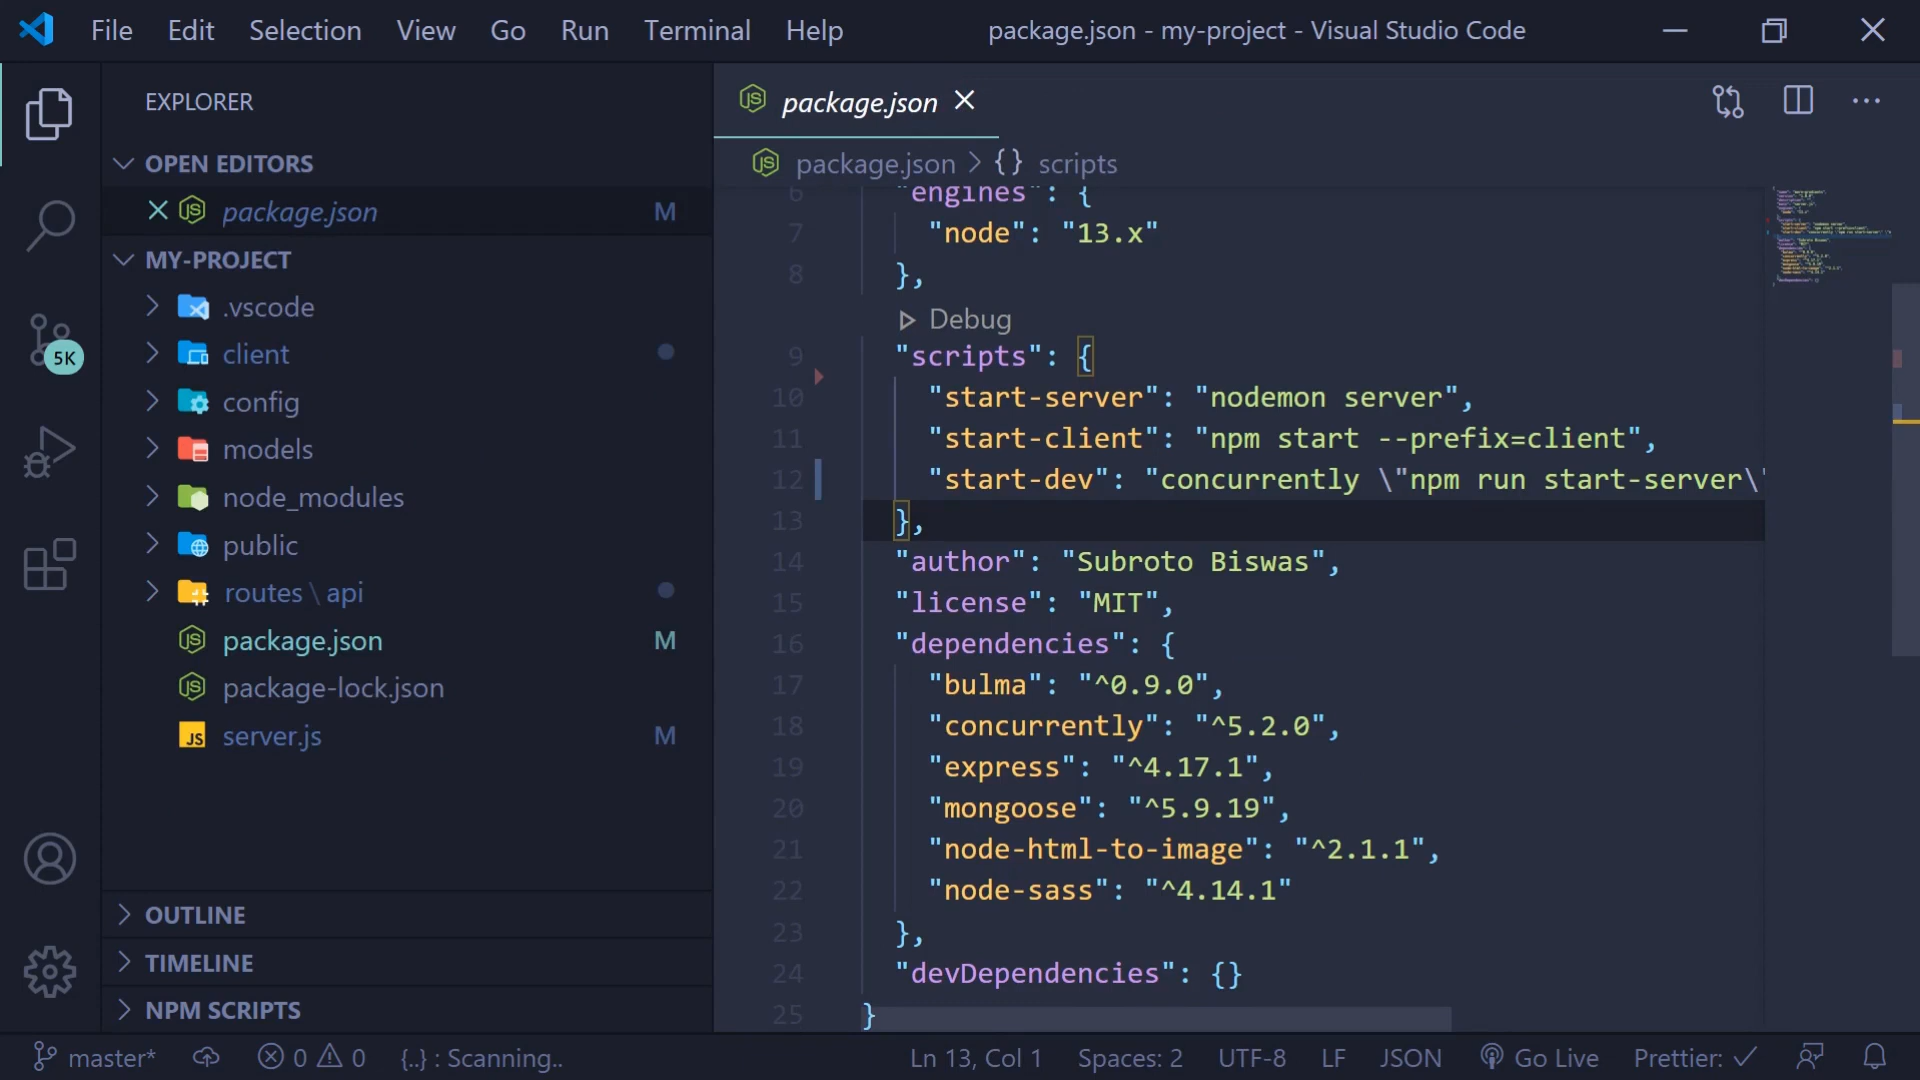 File Edit Selection View Go Run Terminal Help
package.json - my-project - Visual Studio Code
EXPLORER
OPEN EDITORS
package.json M
MY-PROJECT
.vscode
client
config
models
node_modules
public
routes\api
package.json M
package-lock.json
server.js M
OUTLINE
TIMELINE
NPM SCRIPTS
5K
package.json
package.json > {} scripts
6 "engines": {
7 "node": "13.x"
8 },
Debug
9 "scripts": {
10 "start-server": "nodemon server",
11 "start-client": "npm start --prefix=client",
12 "start-dev": "concurrently \"npm run start-server\"
13 },
14 "author": "Subroto Biswas",
15 "license": "MIT",
16 "dependencies": {
17 "bulma": "^0.9.0",
18 "concurrently": "^5.2.0",
19 "express": "^4.17.1",
20 "mongoose": "^5.9.19",
21 "node-html-to-image": "^2.1.1",
22 "node-sass": "^4.14.1"
23 },
24 "devDependencies": {}
25 }
master* 0 0 {..} : Scanning.. Ln 13, Col 1 Spaces: 2 UTF-8 LF JSON Go Live Prettier: ✓